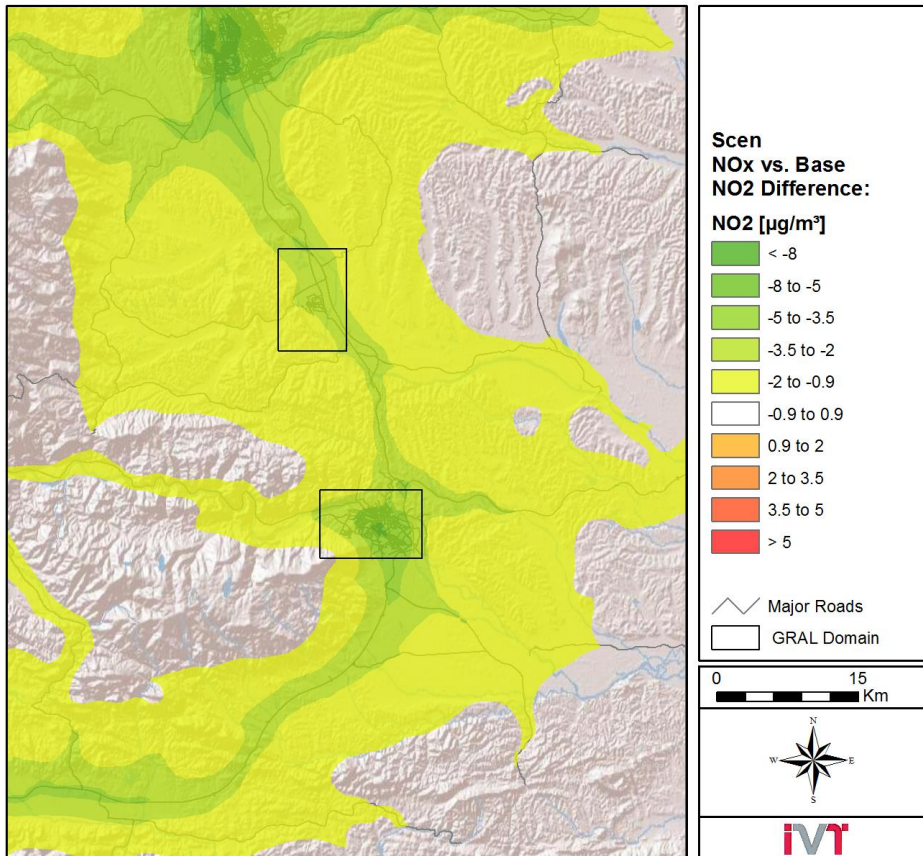 Scen
NOx vs. Base
NO2 Difference:
NO2 [µg/m³]
< -8
-8 to -5
-5 to -3.5
-3.5 to -2
-2 to -0.9
-0.9 to 0.9
0.9 to 2
2 to 3.5
3.5 to 5
> 5
Major Roads
GRAL Domain
0 15
Km
N
W E
S
iVT